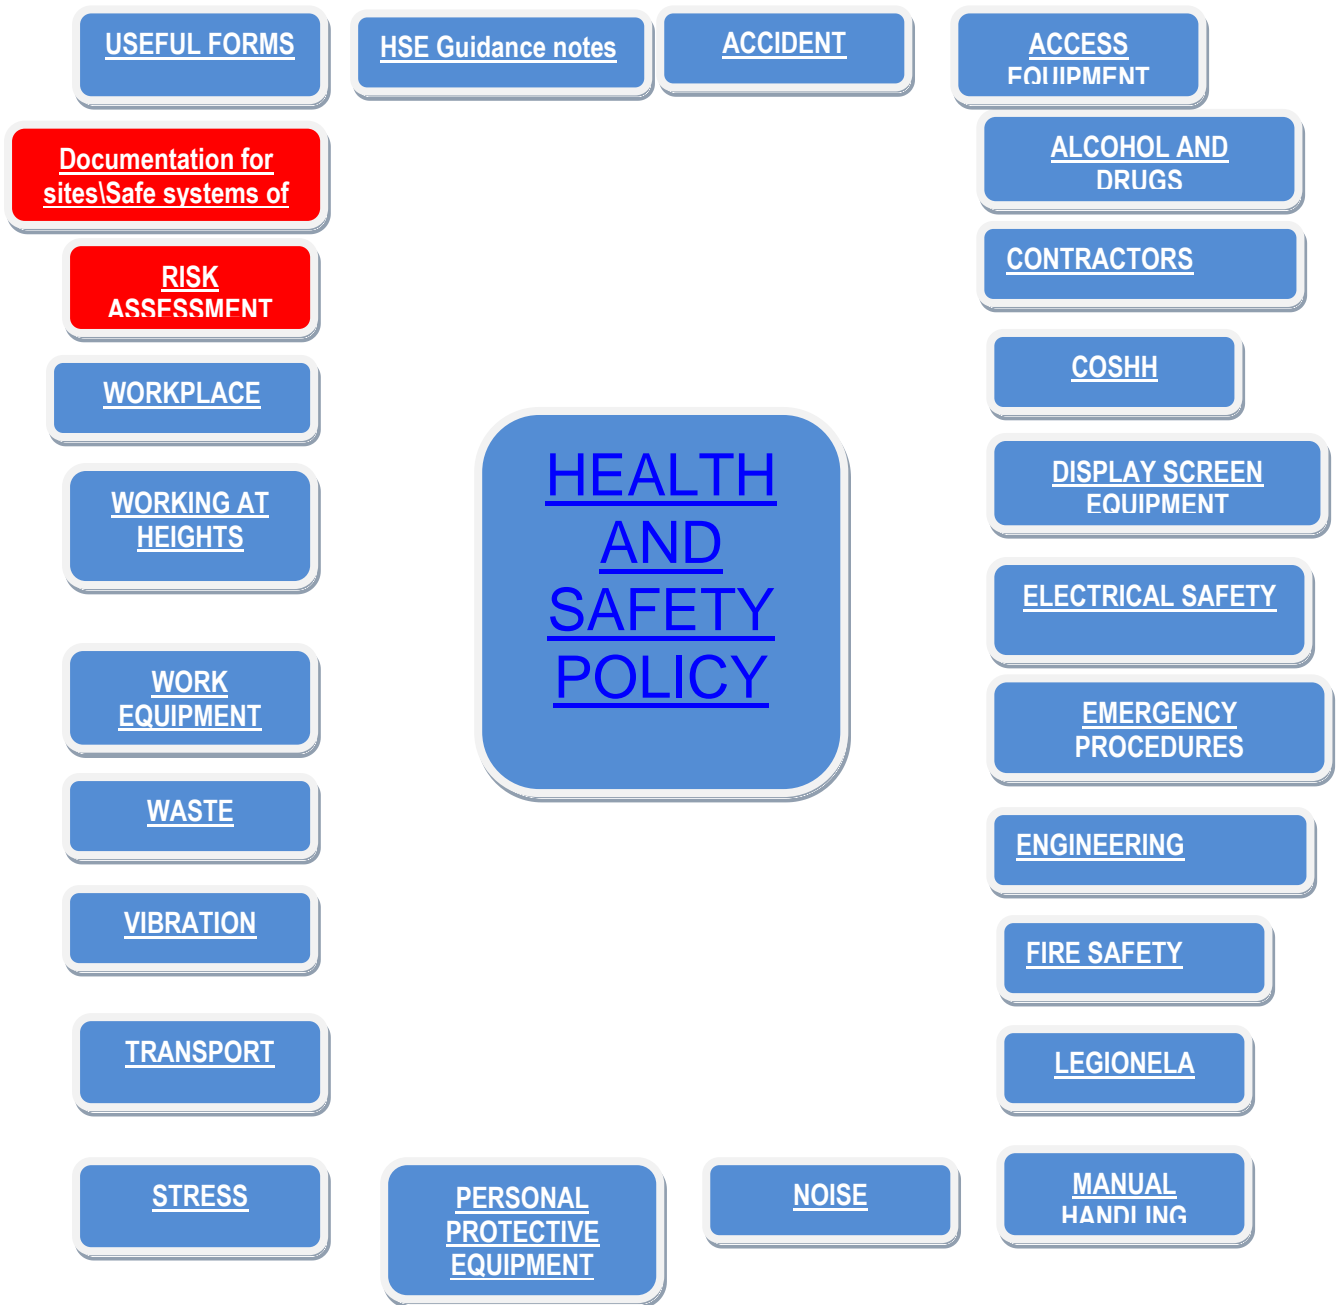 USEFUL FORMS
HSE Guidance notes
ACCIDENT
ACCESS
EQUIPMENT
Documentation for
sites\Safe systems of
ALCOHOL AND
DRUGS
RISK
ASSESSMENT
CONTRACTORS
WORKPLACE
COSHH
HEALTH
AND
SAFETY
POLICY
WORKING AT
HEIGHTS
DISPLAY SCREEN
EQUIPMENT
ELECTRICAL SAFETY
WORK
EQUIPMENT
EMERGENCY
PROCEDURES
WASTE
ENGINEERING
VIBRATION
FIRE SAFETY
TRANSPORT
LEGIONELA
STRESS
PERSONAL
PROTECTIVE
EQUIPMENT
NOISE
MANUAL
HANDLING